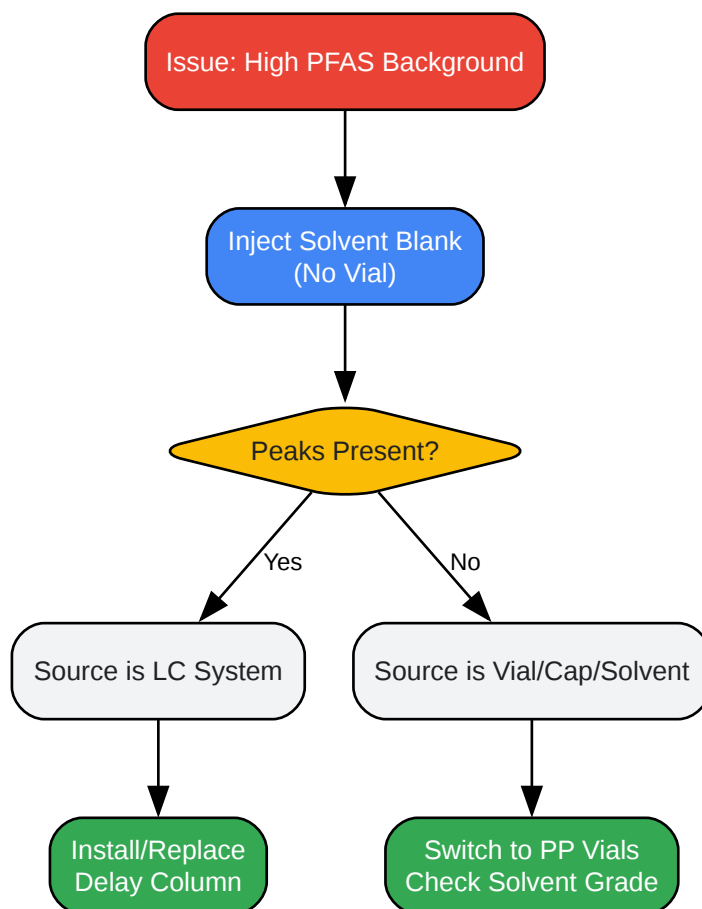 Issue: High PFAS Background
Inject Solvent Blank
(No Vial)
Peaks Present?
Yes
No
Source is LC System
Source is Vial/Cap/Solvent
Install/Replace
Delay Column
Switch to PP Vials
Check Solvent Grade